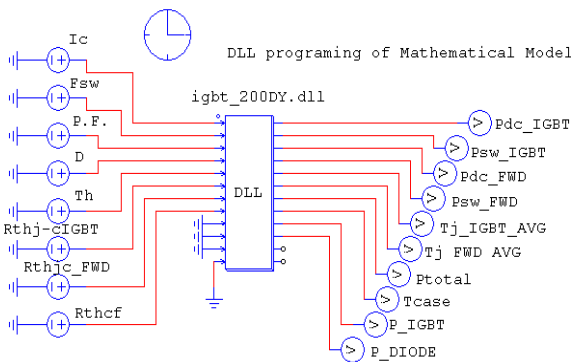 Ic
DLL programing of Mathematical Model
Fsw
igbt_200DY.dll
P.F.
D
Th
Rthj-cIGBT
Rthjc_FWD
Rthcf
DLL
Pdc_IGBT
Psw_IGBT
Pdc_FWD
Psw_FWD
Tj_IGBT_AVG
Tj FWD AVG
Ptotal
Tcase
P_IGBT
P_DIODE